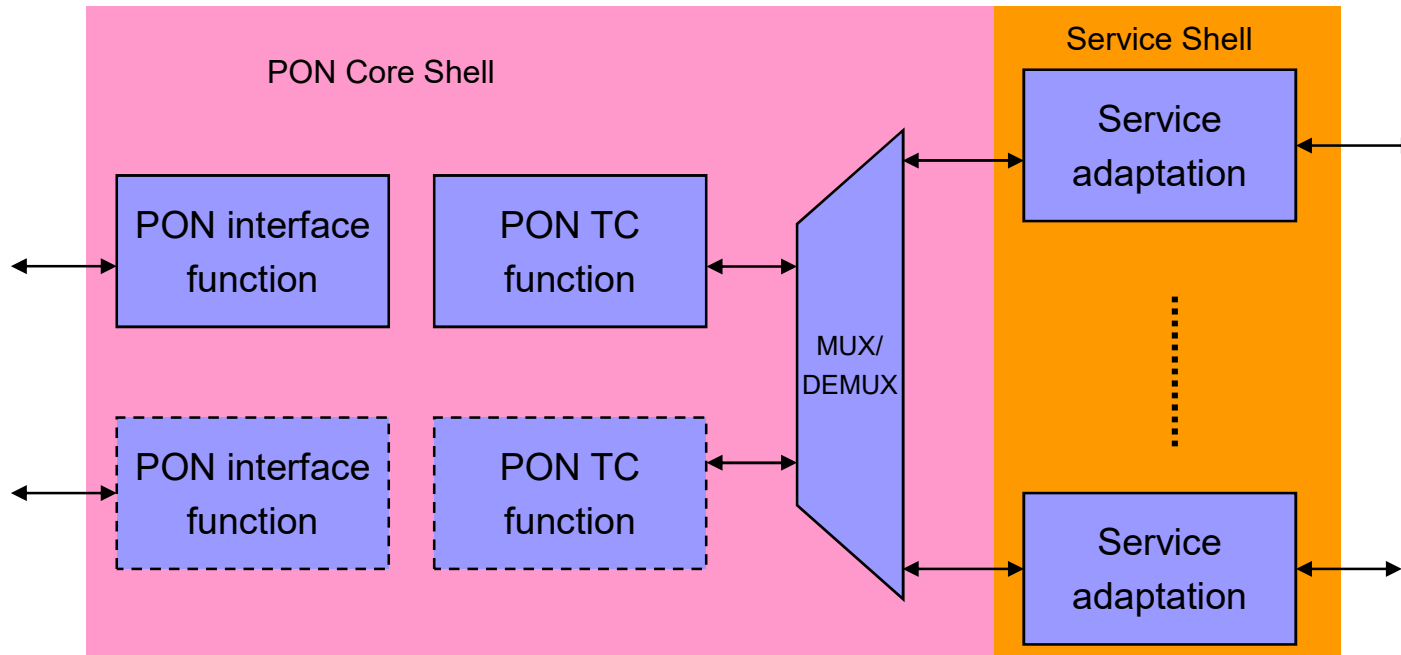 Service Shell
PON Core Shell
Service
adaptation
PON interface
function
PON TC
function
MUX/
DEMUX
PON interface
function
PON TC
function
Service
adaptation